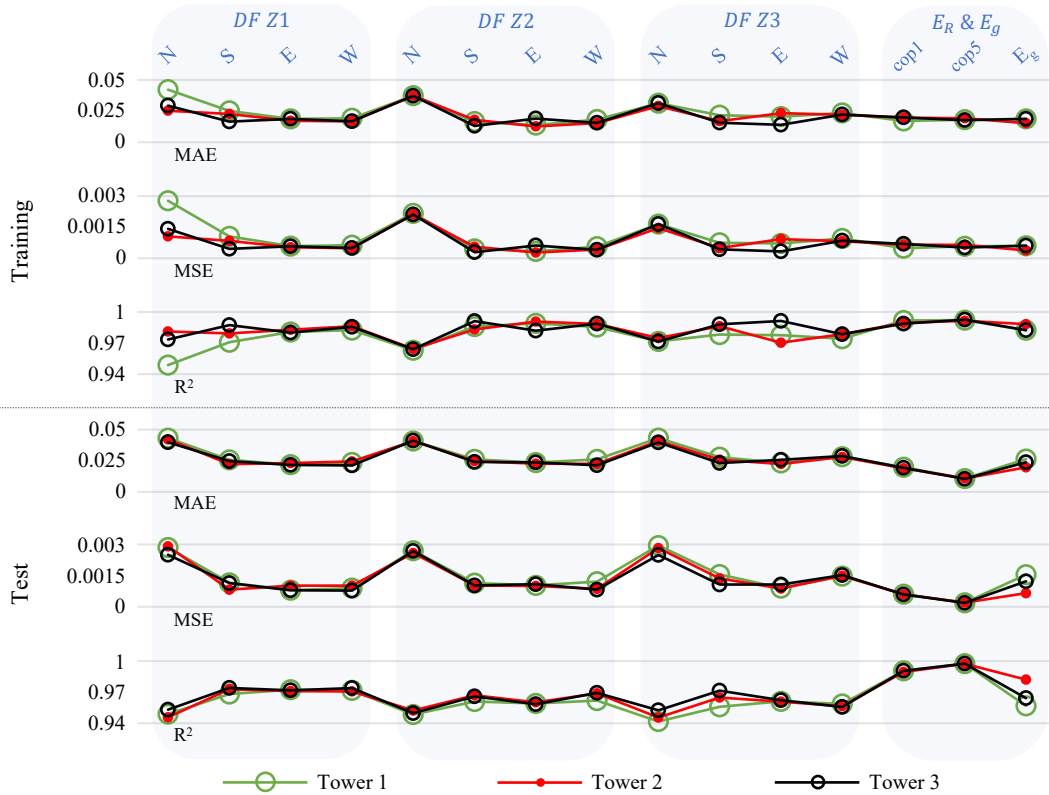 DF Z1 DF Z2 DF Z3 E_R & E_g
N S E W N S E W N S E W cop1 cop5 E_g
Training
0.05
0.025
0
MAE
0.003
0.0015
0
MSE
1
0.97
0.94
R²
Test
0.05
0.025
0
MAE
0.003
0.0015
0
MSE
1
0.97
0.94
R²
Tower 1 Tower 2 Tower 3